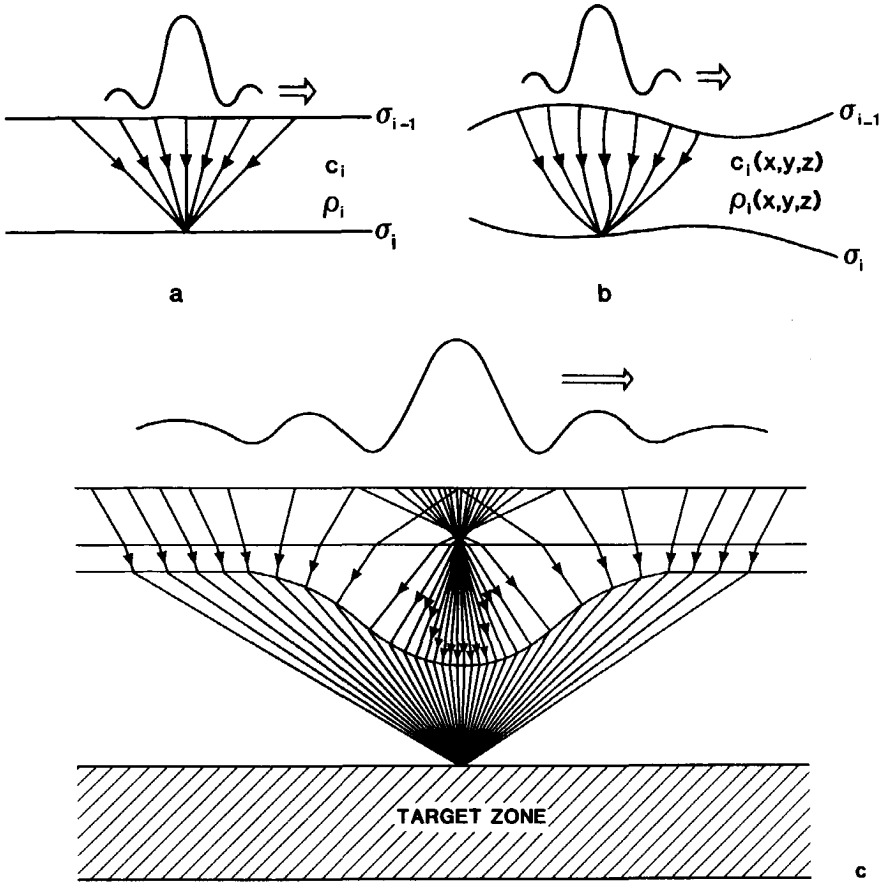 σi−1
ci
ρi
σi
a
σi−1
ci(x,y,z)
ρi(x,y,z)
σi
b
TARGET ZONE
c